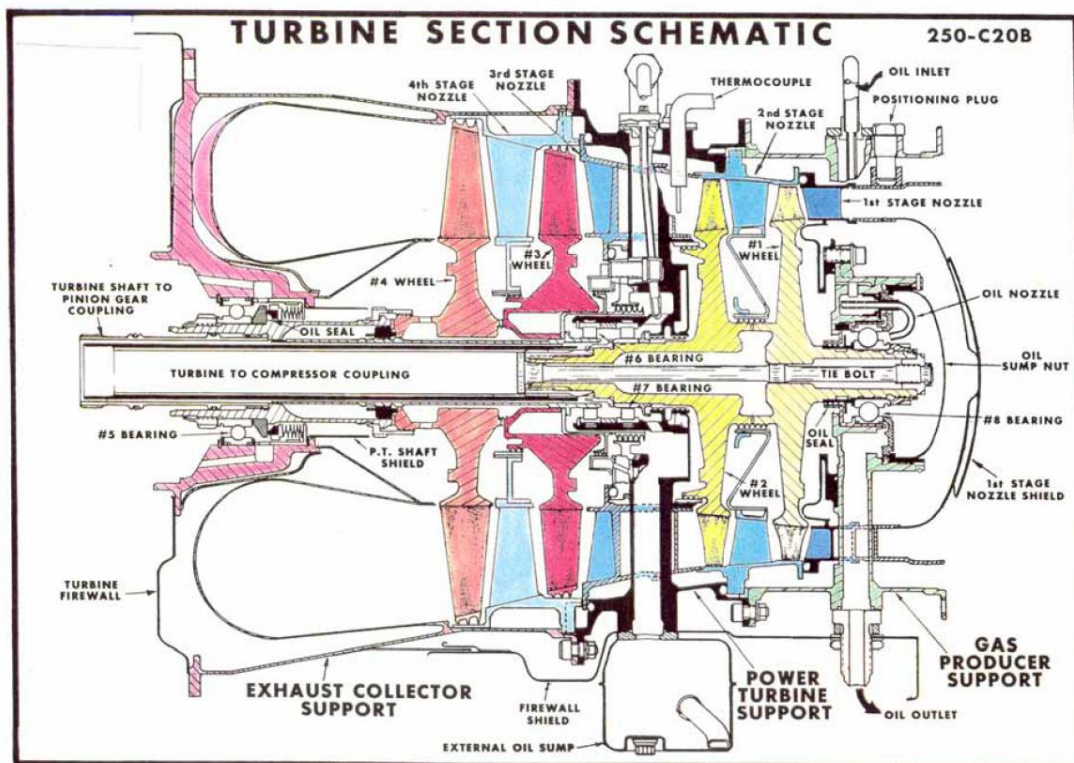 TURBINE SECTION SCHEMATIC
250-C20B
3rd STAGE
NOZZLE
4th STAGE
NOZZLE
THERMOCOUPLE
OIL INLET
POSITIONING PLUG
2nd STAGE
NOZZLE
1st STAGE
NOZZLE
#1
WHEEL
#3
WHEEL
#4 WHEEL
TURBINE SHAFT TO
PINION GEAR
COUPLING
OIL SEAL
OIL NOZZLE
#6 BEARING
OIL
SUMP NUT
TURBINE TO COMPRESSOR COUPLING
TIE BOLT
#7 BEARING
#8 BEARING
#5 BEARING
OIL
SEAL
P.T. SHAFT
SHIELD
#2
WHEEL
1st STAGE
NOZZLE SHIELD
TURBINE
FIREWALL
EXHAUST COLLECTOR
SUPPORT
FIREWALL
SHIELD
POWER
TURBINE
SUPPORT
GAS
PRODUCER
SUPPORT
OIL OUTLET
EXTERNAL OIL SUMP